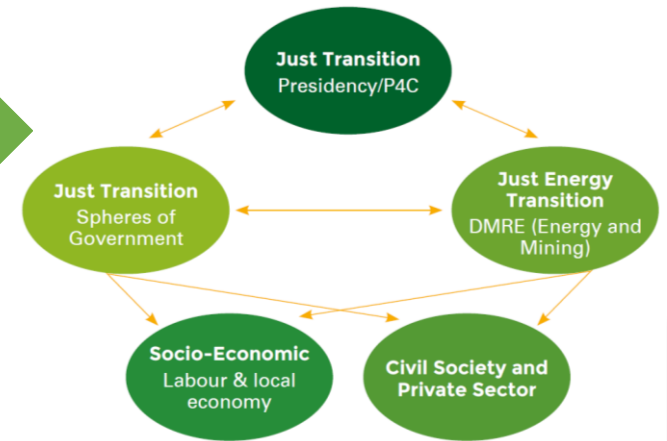 Just Transition
Presidency/P4C
Just Transition
Spheres of
Government
Just Energy
Transition
DMRE (Energy and
Mining)
Socio-Economic
Labour & local
economy
Civil Society and
Private Sector